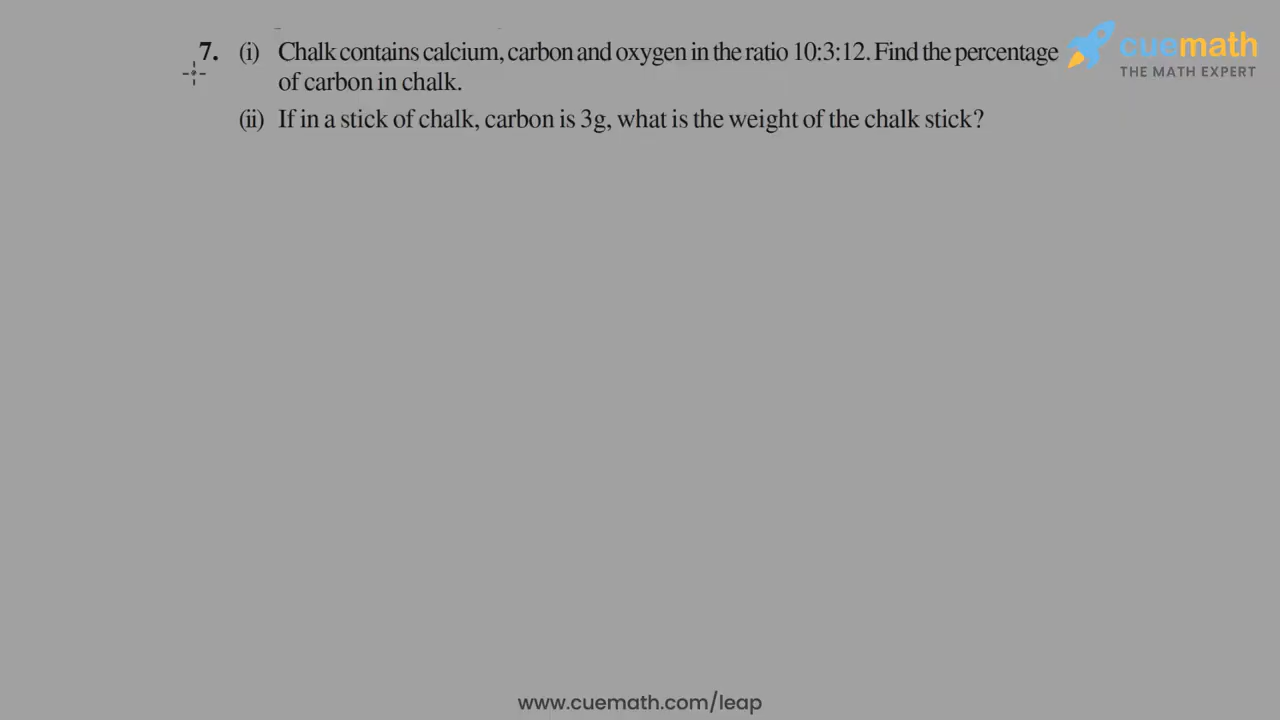 7. (i) Chalk contains calcium, carbon and oxygen in the ratio 10:3:12. Find the percentage
of carbon in chalk.
(ii) If in a stick of chalk, carbon is 3g, what is the weight of the chalk stick?
cuemath
THE MATH EXPERT
www.cuemath.com/leap